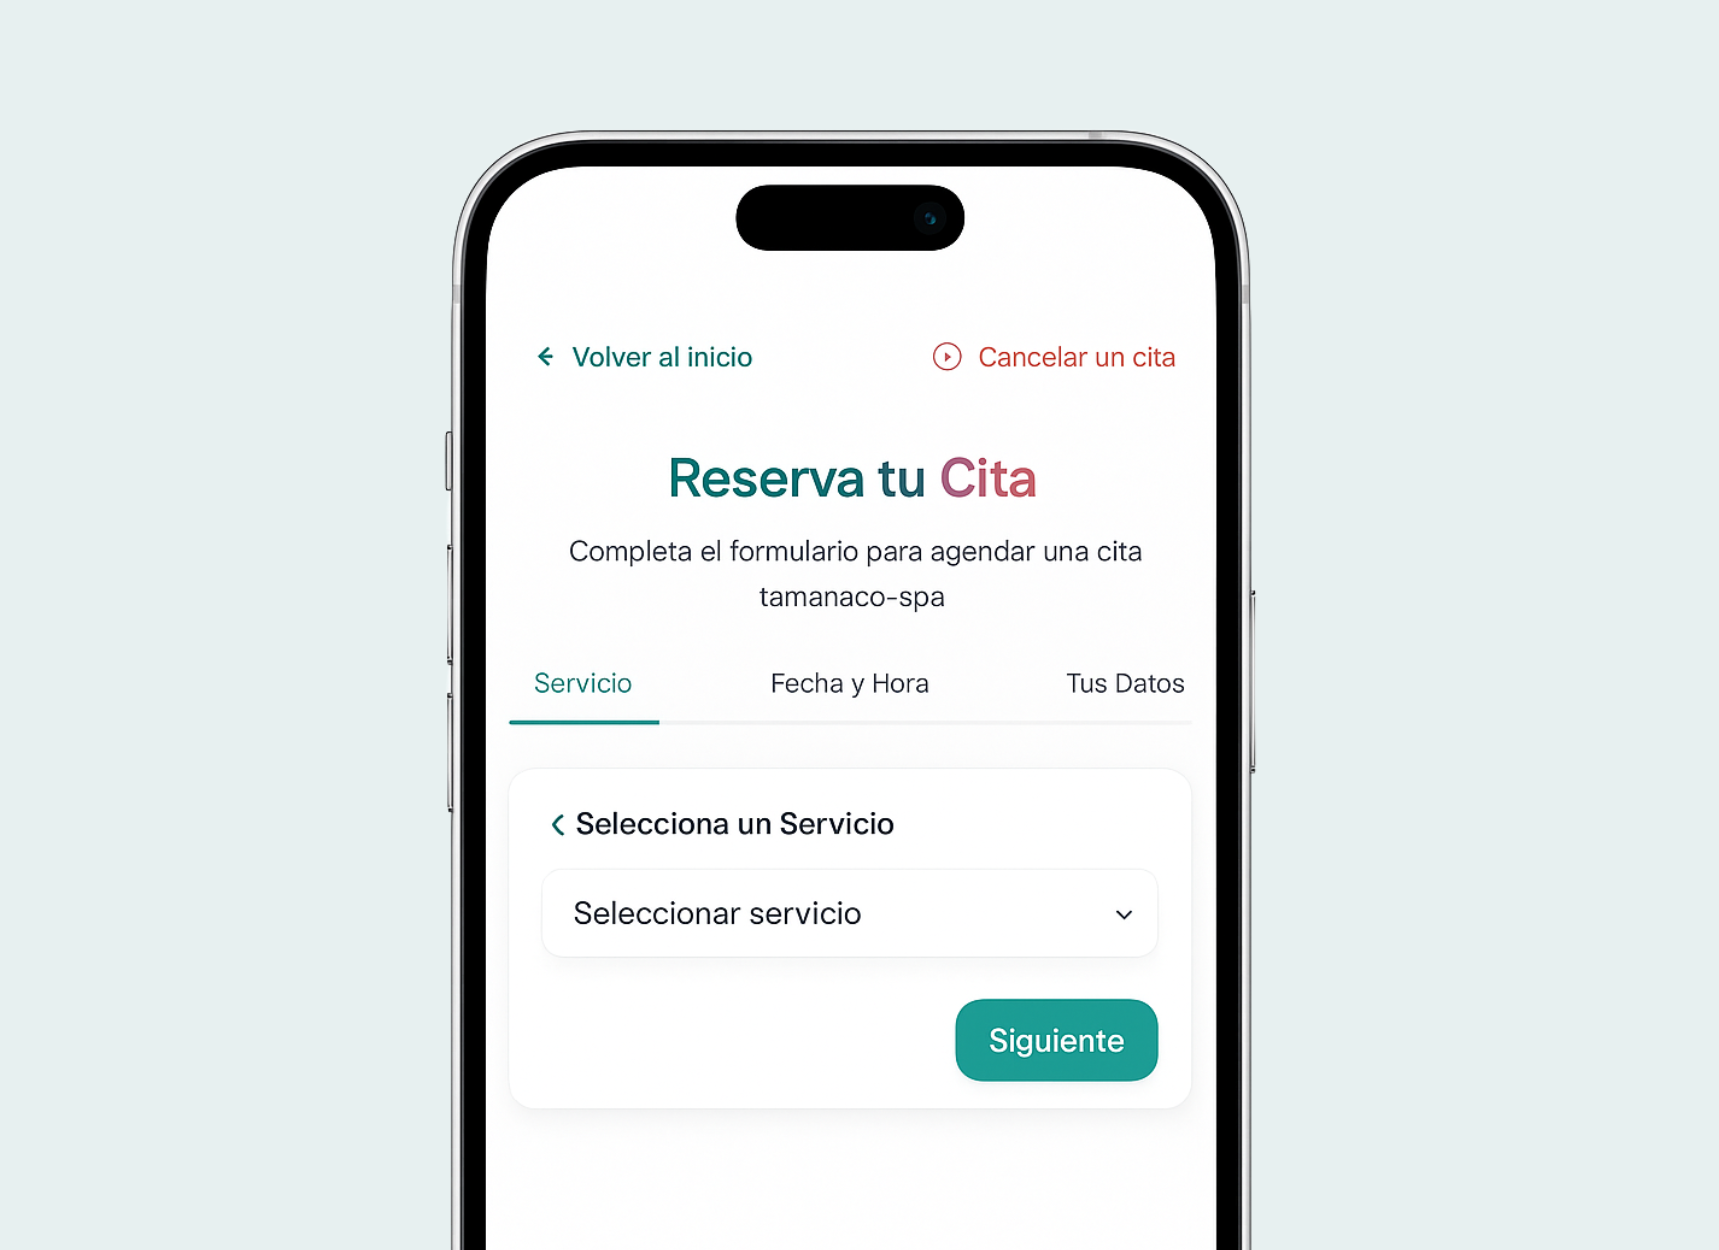 Volver al inicio
Cancelar un cita
Reserva tu Cita
Completa el formulario para agendar una cita
tamanaco-spa
Servicio
Fecha y Hora
Tus Datos
Selecciona un Servicio
Seleccionar servicio
Siguiente